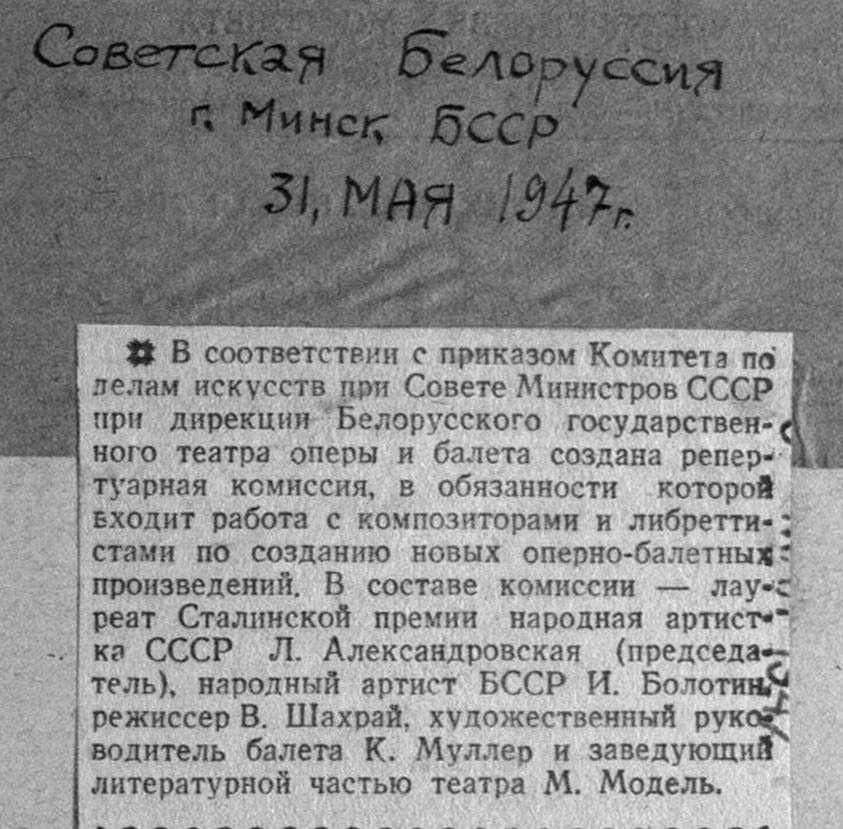 Советская Белоруссия
г. Минск БССР
31, МАЯ 1947г.
В соответствии с приказом Комитета по
делам искусств при Совете Министров СССР
при дирекции Белорусского государствен-
ного театра оперы и балета создана репер-
туарная комиссия, в обязанности которой
входит работа с композиторами и либретти-
стами по созданию новых оперно-балетных
произведений. В составе комиссии — лау-
реат Сталинской премии народная артист-
ка СССР Л. Александровская (председа-
тель), народный артист БССР И. Болотин,
режиссер В. Шахрай, художественный руко-
водитель балета К. Муллер и заведующий
литературной частью театра М. Модель.